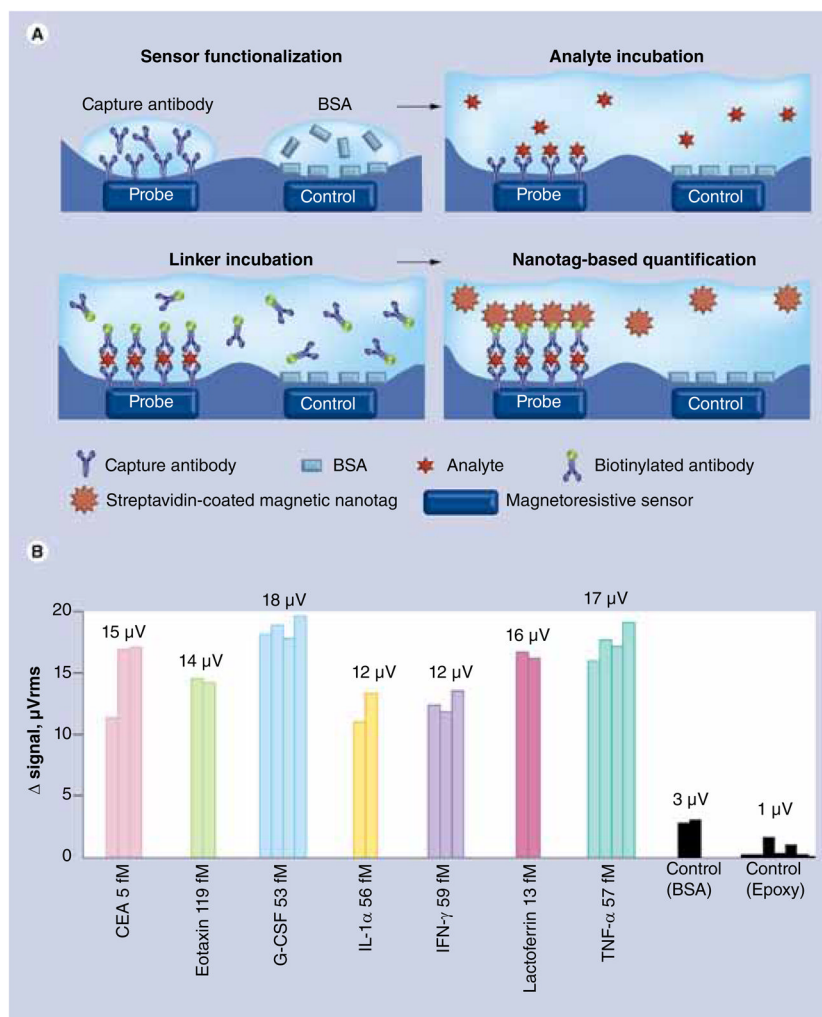 A
Sensor functionalization
Analyte incubation
Capture antibody
BSA
Probe
Control
Probe
Control
Linker incubation
Nanotag-based quantification
Probe
Control
Probe
Control
Capture antibody
BSA
Analyte
Biotinylated antibody
Streptavidin-coated magnetic nanotag
Magnetoresistive sensor
B
Δ signal, µVrms
20
15
10
5
0
15 µV
14 µV
18 µV
12 µV
12 µV
16 µV
17 µV
3 µV
1 µV
CEA 5 fM
Eotaxin 119 fM
G-CSF 53 fM
IL-1α 56 fM
IFN-γ 59 fM
Lactoferrin 13 fM
TNF-α 57 fM
Control
(BSA)
Control
(Epoxy)